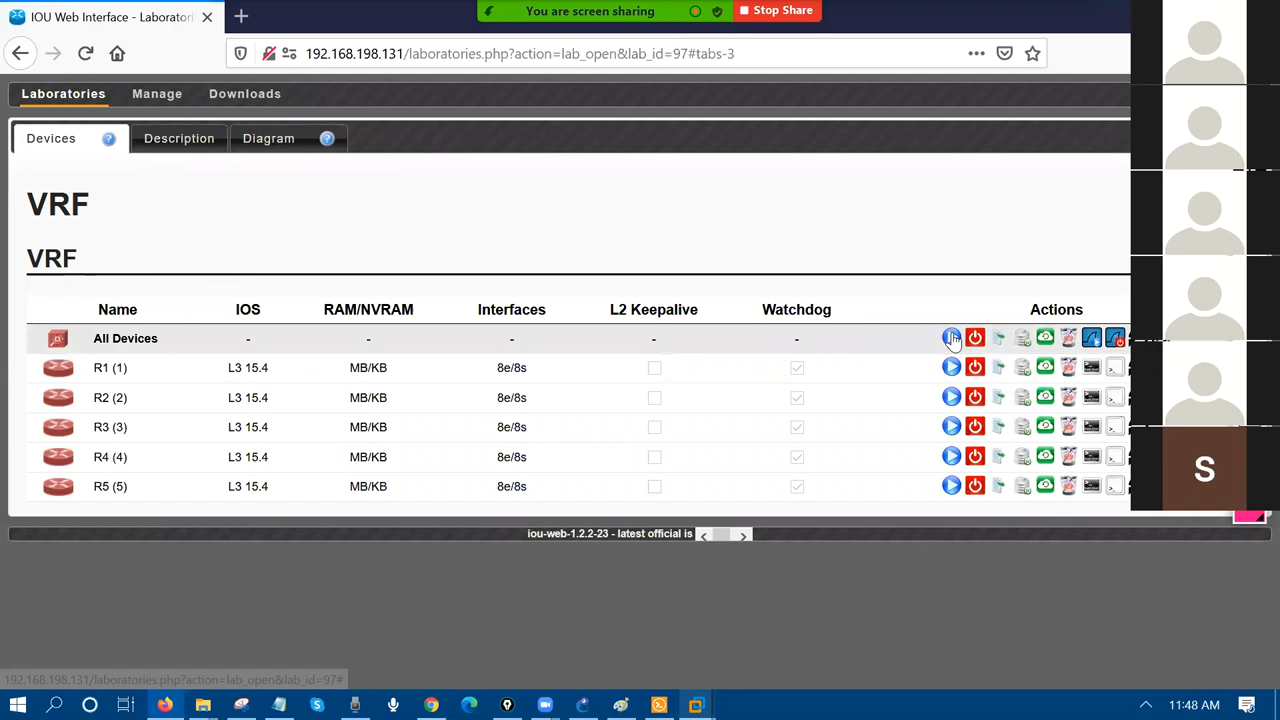 IOU Web Interface - Laborator
You are screen sharing
Stop Share
192.168.198.131/laboratories.php?action=lab_open&lab_id=97#tabs-3
Laboratories Manage Downloads
Devices ? Description Diagram ?
VRF
VRF
Name IOS RAM/NVRAM Interfaces L2 Keepalive Watchdog Actions
All Devices - - - - -
R1 (1) L3 15.4 MB/KB 8e/8s
R2 (2) L3 15.4 MB/KB 8e/8s
R3 (3) L3 15.4 MB/KB 8e/8s
R4 (4) L3 15.4 MB/KB 8e/8s
R5 (5) L3 15.4 MB/KB 8e/8s
S
iou-web-1.2.2-23 - latest official is
192.168.198.131/laboratories.php?action=lab_open&lab_id=97#
11:48 AM